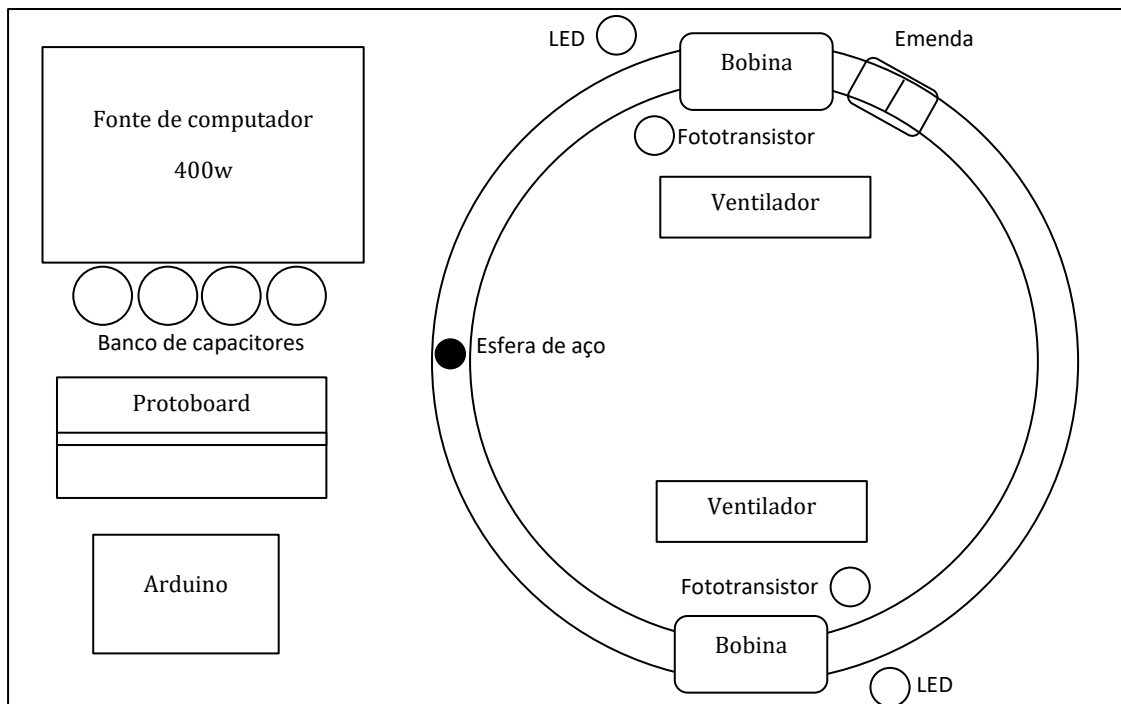 LED
Emenda
Bobina
Fonte de computador
400w
Fototransistor
Ventilador
Banco de capacitores
Esfera de aço
Protoboard
Ventilador
Arduino
Fototransistor
Bobina
LED